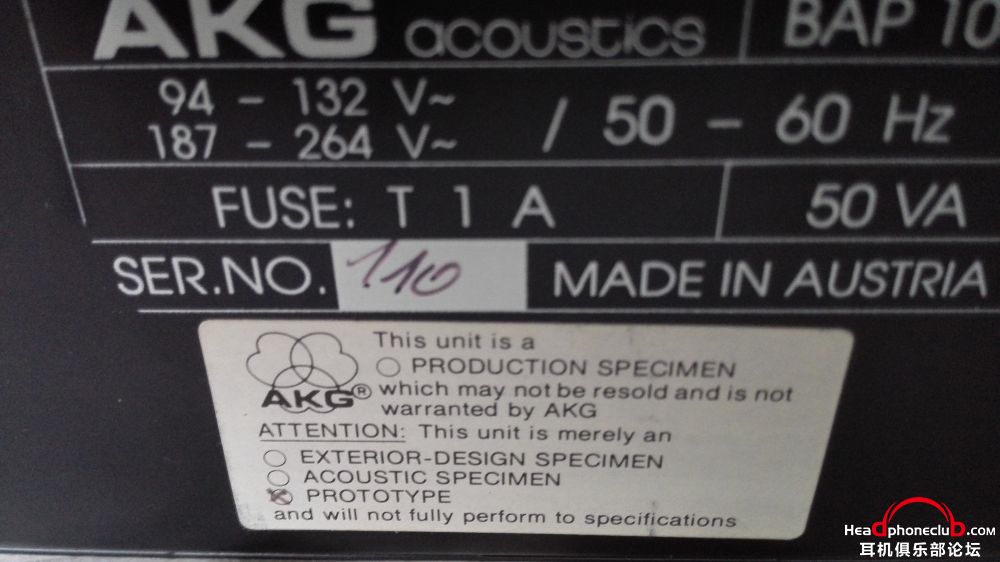 AKG acoustics BAP 10
94 - 132 V~
187 - 264 V~
/ 50 - 60 Hz
FUSE: T 1 A
50 VA
SER.NO. 110
MADE IN AUSTRIA
This unit is a
PRODUCTION SPECIMEN
which may not be resold and is not
warranted by AKG
AKG®
ATTENTION: This unit is merely an
EXTERIOR-DESIGN SPECIMEN
ACOUSTIC SPECIMEN
PROTOTYPE
and will not fully perform to specifications
Headphoneclub.com
耳机俱乐部论坛